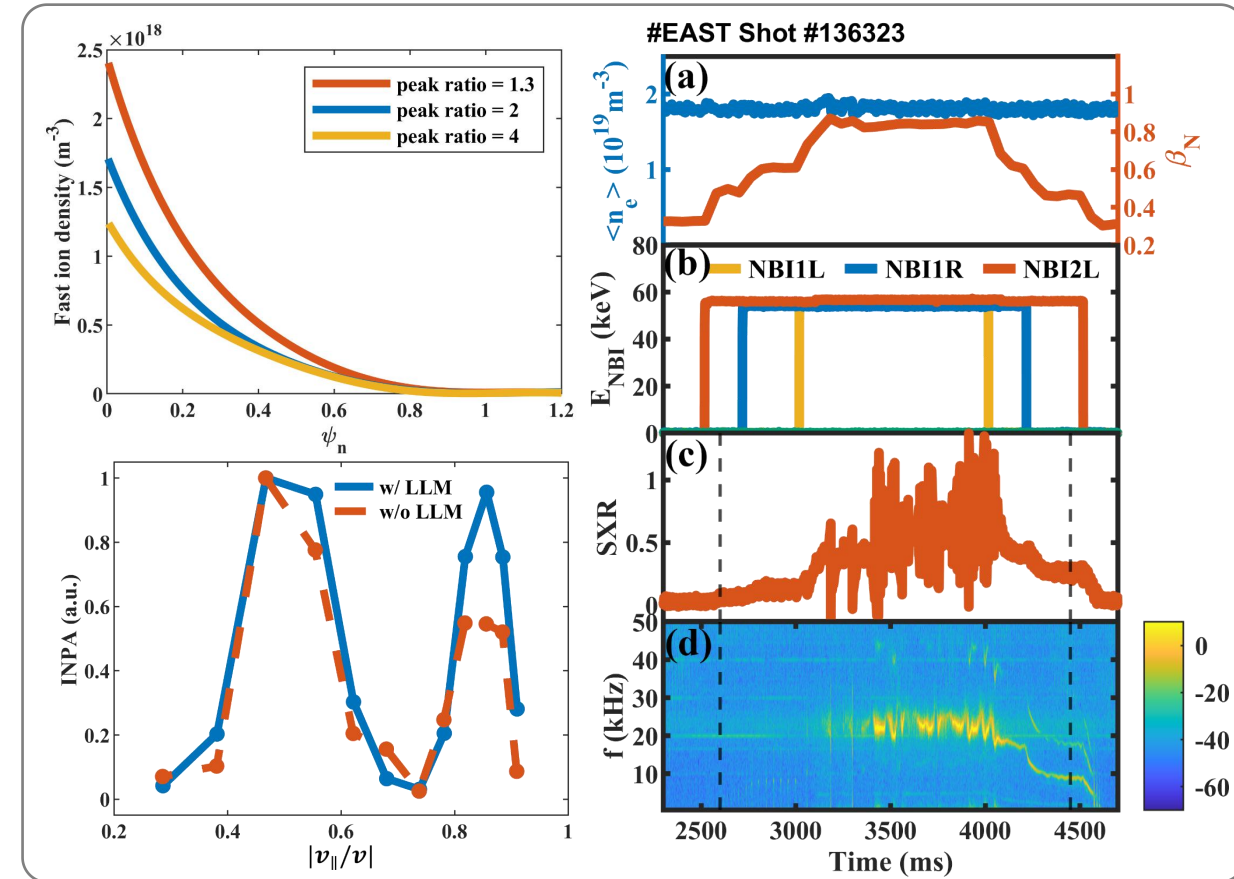 ×10^18
2.5
2
1.5
1
0.5
0
Fast ion density (m^-3)
peak ratio = 1.3
peak ratio = 2
peak ratio = 4
0 0.2 0.4 0.6 0.8 1 1.2
ψ_n
1
0.8
0.6
0.4
0.2
0
INPA (a.u.)
w/ LLM
w/o LLM
0.2 0.4 0.6 0.8 1
|v_∥/v|
#EAST Shot #136323
(a)
2
1
<n_e> (10^19 m^-3)
1
0.8
0.6
0.4
0.2
β_N
(b)
NBI1L NBI1R NBI2L
80
60
40
20
0
E_NBI (keV)
(c)
1
0.5
0
SXR
(d)
50
40
30
20
10
f (kHz)
2500 3000 3500 4000 4500
Time (ms)
0
-20
-40
-60